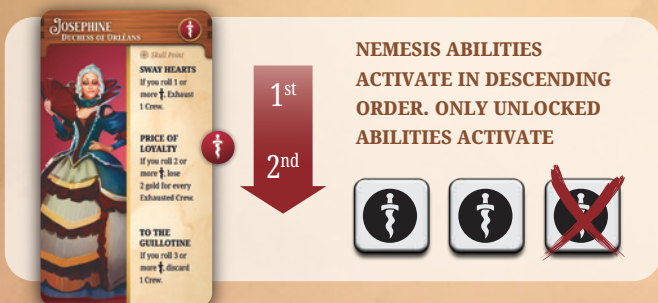 JOSEPHINE
DUCHESS OF ORLÉANS
Skull Point
SWAY HEARTS
If you roll 1 or
more , Exhaust
1 Crew.
PRICE OF
LOYALTY
If you roll 2 or
more , lose
2 gold for every
Exhausted Crew.
TO THE
GUILLOTINE
If you roll 3 or
more , discard
1 Crew.
1st
2nd
NEMESIS ABILITIES
ACTIVATE IN DESCENDING
ORDER. ONLY UNLOCKED
ABILITIES ACTIVATE